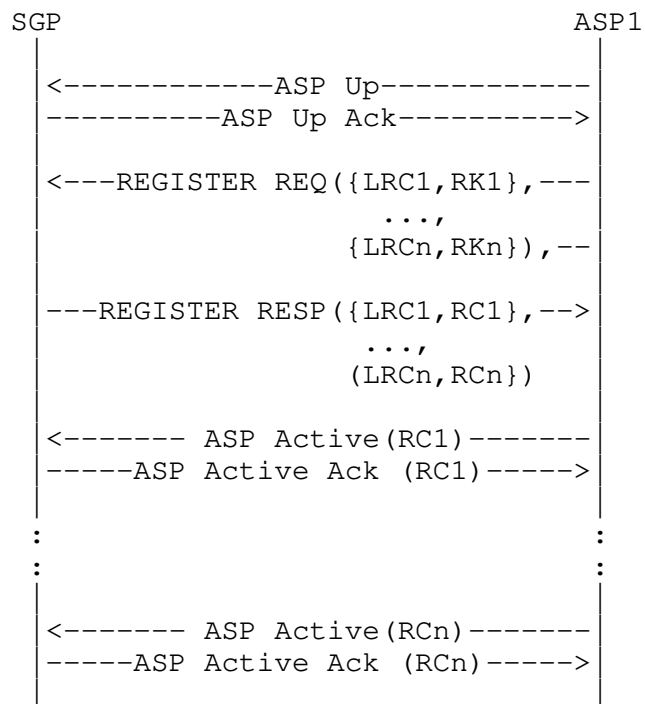 SGP                                ASP1
 |                                |
 |<------------ASP Up------------|
 |----------ASP Up Ack---------->|
 |                                |
 |<---REGISTER REQ({LRC1,RK1},---|
 |                    ...,        |
 |                  {LRCn,RKn}),--|
 |                                |
 |---REGISTER RESP({LRC1,RC1},-->|
 |                   ...,         |
 |                  (LRCn,RCn})   |
 |                                |
 |<------- ASP Active(RC1)-------|
 |-----ASP Active Ack (RC1)----->|
 |                                |
 :                                :
 :                                :
 |                                |
 |<------- ASP Active(RCn)-------|
 |-----ASP Active Ack (RCn)----->|
 |                                |